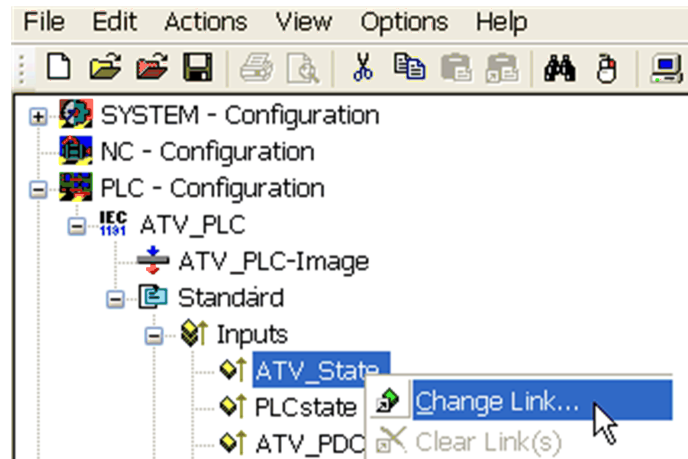 File Edit Actions View Options Help
SYSTEM - Configuration
NC - Configuration
PLC - Configuration
IEC
1131
ATV_PLC
ATV_PLC-Image
Standard
Inputs
ATV_State
PLCstate
Change Link...
ATV_PDO
Clear Link(s)